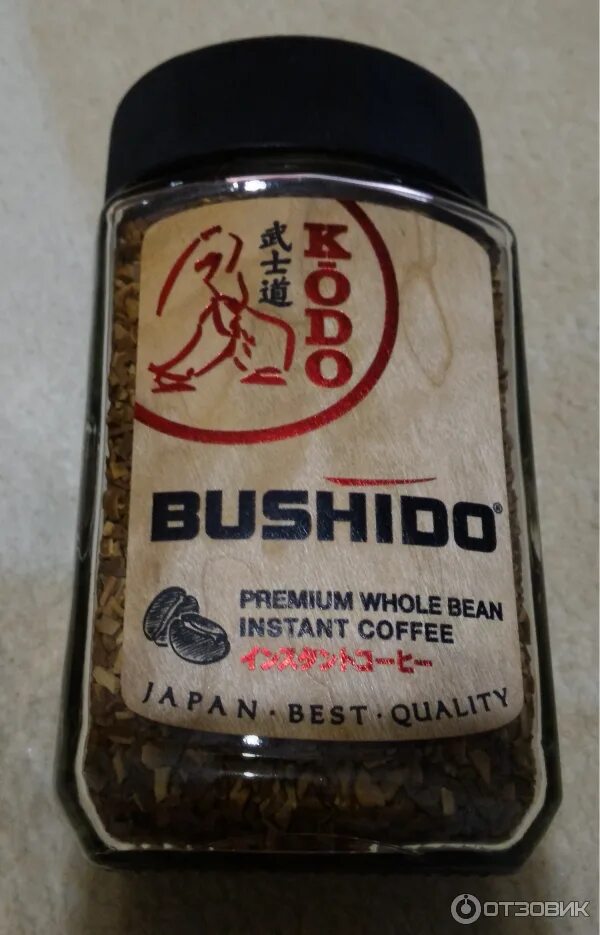 武士道
KŌDO
BUSHIDO®
PREMIUM WHOLE BEAN
INSTANT COFFEE
インスタントコーヒー
JAPAN · BEST · QUALITY
ОТЗОВИК